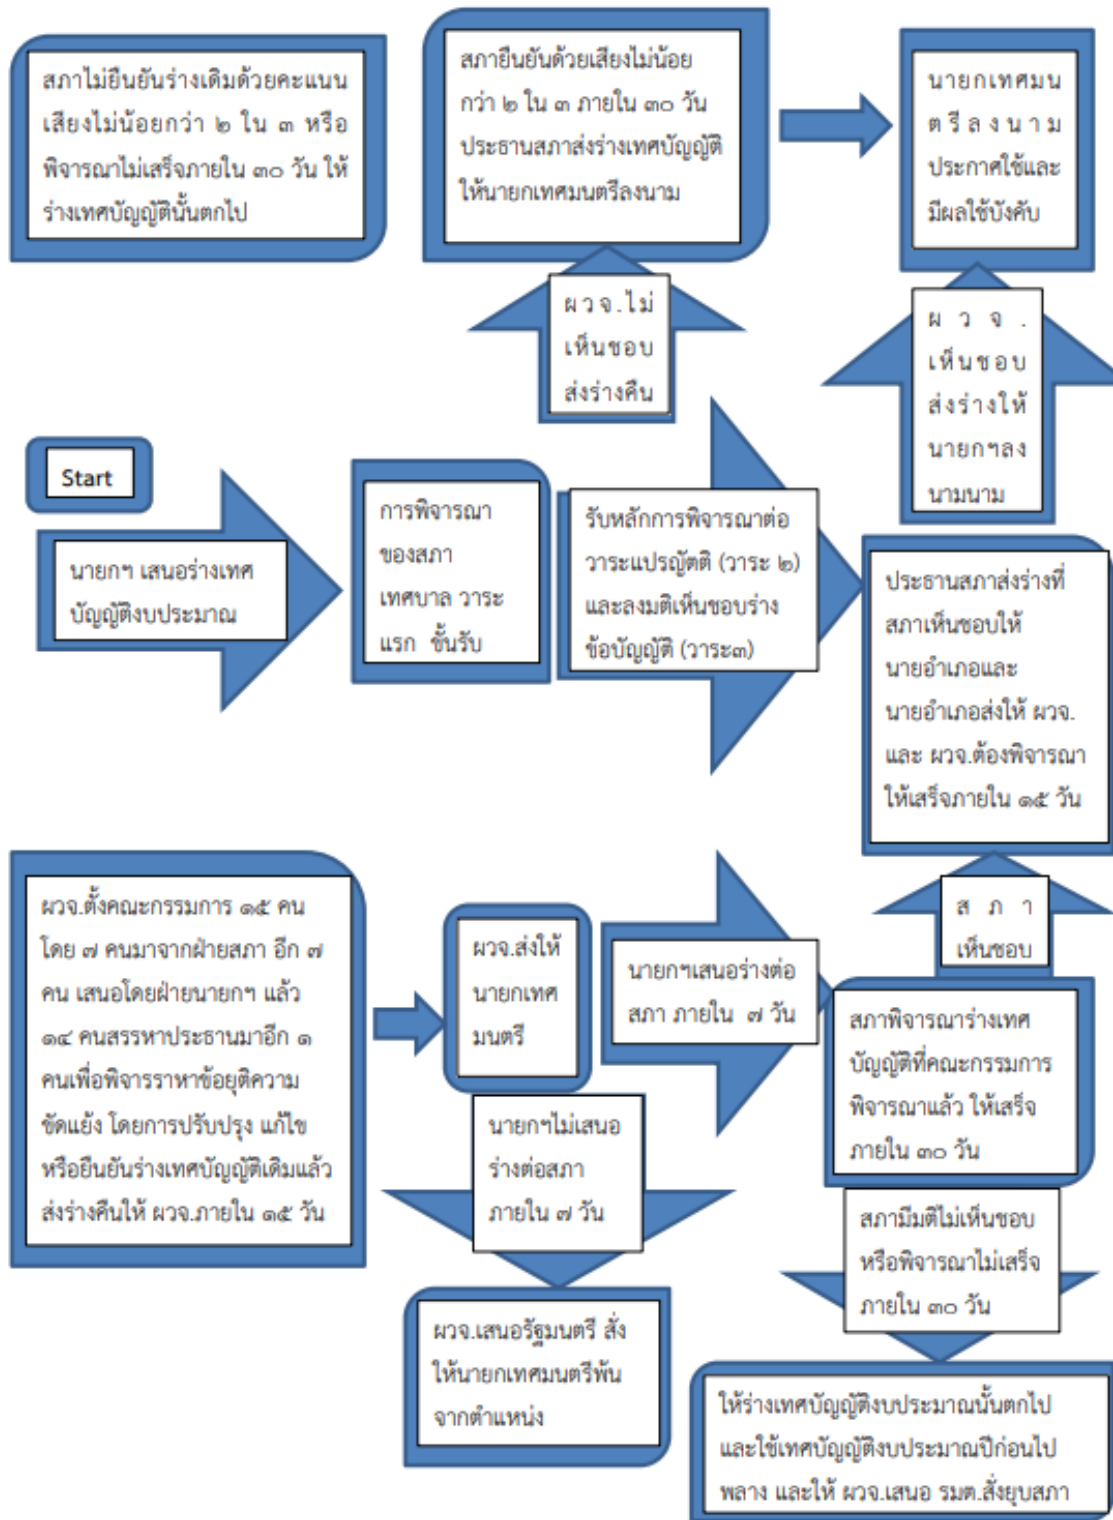 สภาไม่ยืนยันร่างเดิมด้วยคะแนน
เสียงไม่น้อยกว่า ๒ ใน ๓ หรือ
พิจารณาไม่เสร็จภายใน ๓๐ วัน ให้
ร่างเทศบัญญัตินั้นตกไป
สภายืนยันด้วยเสียงไม่น้อย
กว่า ๒ ใน ๓ ภายใน ๓๐ วัน
ประธานสภาส่งร่างเทศบัญญัติ
ให้นายกเทศมนตรีลงนาม
นายกเทศมน
ตรีลงนาม
ประกาศใช้และ
มีผลใช้บังคับ
ผวจ.ไม่
เห็นชอบ
ส่งร่างคืน
ผวจ.
เห็นชอบ
ส่งร่างให้
นายกฯลง
นามนาม
Start
นายกฯ เสนอร่างเทศ
บัญญัติงบประมาณ
การพิจารณา
ของสภา
เทศบาล วาระ
แรก ขั้นรับ
รับหลักการพิจารณาต่อ
วาระแปรญัตติ (วาระ ๒)
และลงมติเห็นชอบร่าง
ข้อบัญญัติ (วาระ๓)
ประธานสภาส่งร่างที่
สภาเห็นชอบให้
นายอำเภอและ
นายอำเภอส่งให้ ผวจ.
และ ผวจ.ต้องพิจารณา
ให้เสร็จภายใน ๑๕ วัน
ผวจ.ตั้งคณะกรรมการ ๑๕ คน
โดย ๗ คนมาจากฝ่ายสภา อีก ๗
คน เสนอโดยฝ่ายนายกฯ แล้ว
๑๔ คนสรรหาประธานมาอีก ๑
คนเพื่อพิจารราหาข้อยุติความ
ขัดแย้ง โดยการปรับปรุง แก้ไข
หรือยืนยันร่างเทศบัญญัติเดิมแล้ว
ส่งร่างคืนให้ ผวจ.ภายใน ๑๕ วัน
ผวจ.ส่งให้
นายกเทศ
มนตรี
นายกฯเสนอร่างต่อ
สภา ภายใน ๗ วัน
สภา
เห็นชอบ
สภาพิจารณาร่างเทศ
บัญญัติที่คณะกรรมการ
พิจารณาแล้ว ให้เสร็จ
ภายใน ๓๐ วัน
นายกฯไม่เสนอ
ร่างต่อสภา
ภายใน ๗ วัน
สภามีมติไม่เห็นชอบ
หรือพิจารณาไม่เสร็จ
ภายใน ๓๐ วัน
ผวจ.เสนอรัฐมนตรี สั่ง
ให้นายกเทศมนตรีพ้น
จากตำแหน่ง
ให้ร่างเทศบัญญัติงบประมาณนั้นตกไป
และใช้เทศบัญญัติงบประมาณปีก่อนไป
พลาง และให้ ผวจ.เสนอ รมต.สั่งยุบสภา